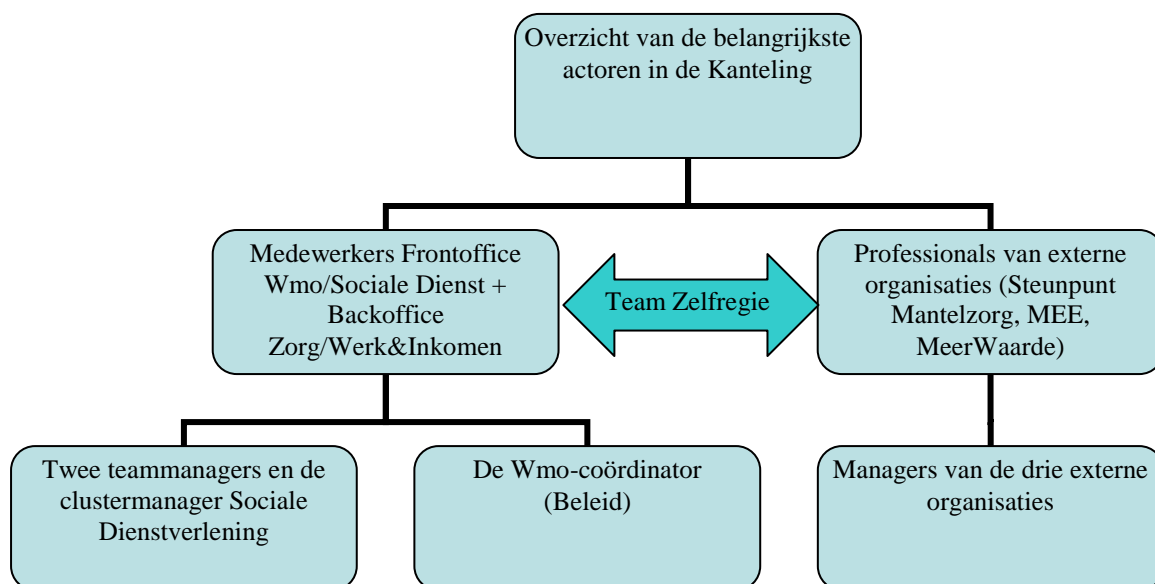 Overzicht van de belangrijkste
actoren in de Kanteling
Medewerkers Frontoffice
Wmo/Sociale Dienst +
Backoffice
Zorg/Werk&Inkomen
Team Zelfregie
Professionals van externe
organisaties (Steunpunt
Mantelzorg, MEE,
MeerWaarde)
Twee teammanagers en de
clustermanager Sociale
Dienstverlening
De Wmo-coördinator
(Beleid)
Managers van de drie externe
organisaties